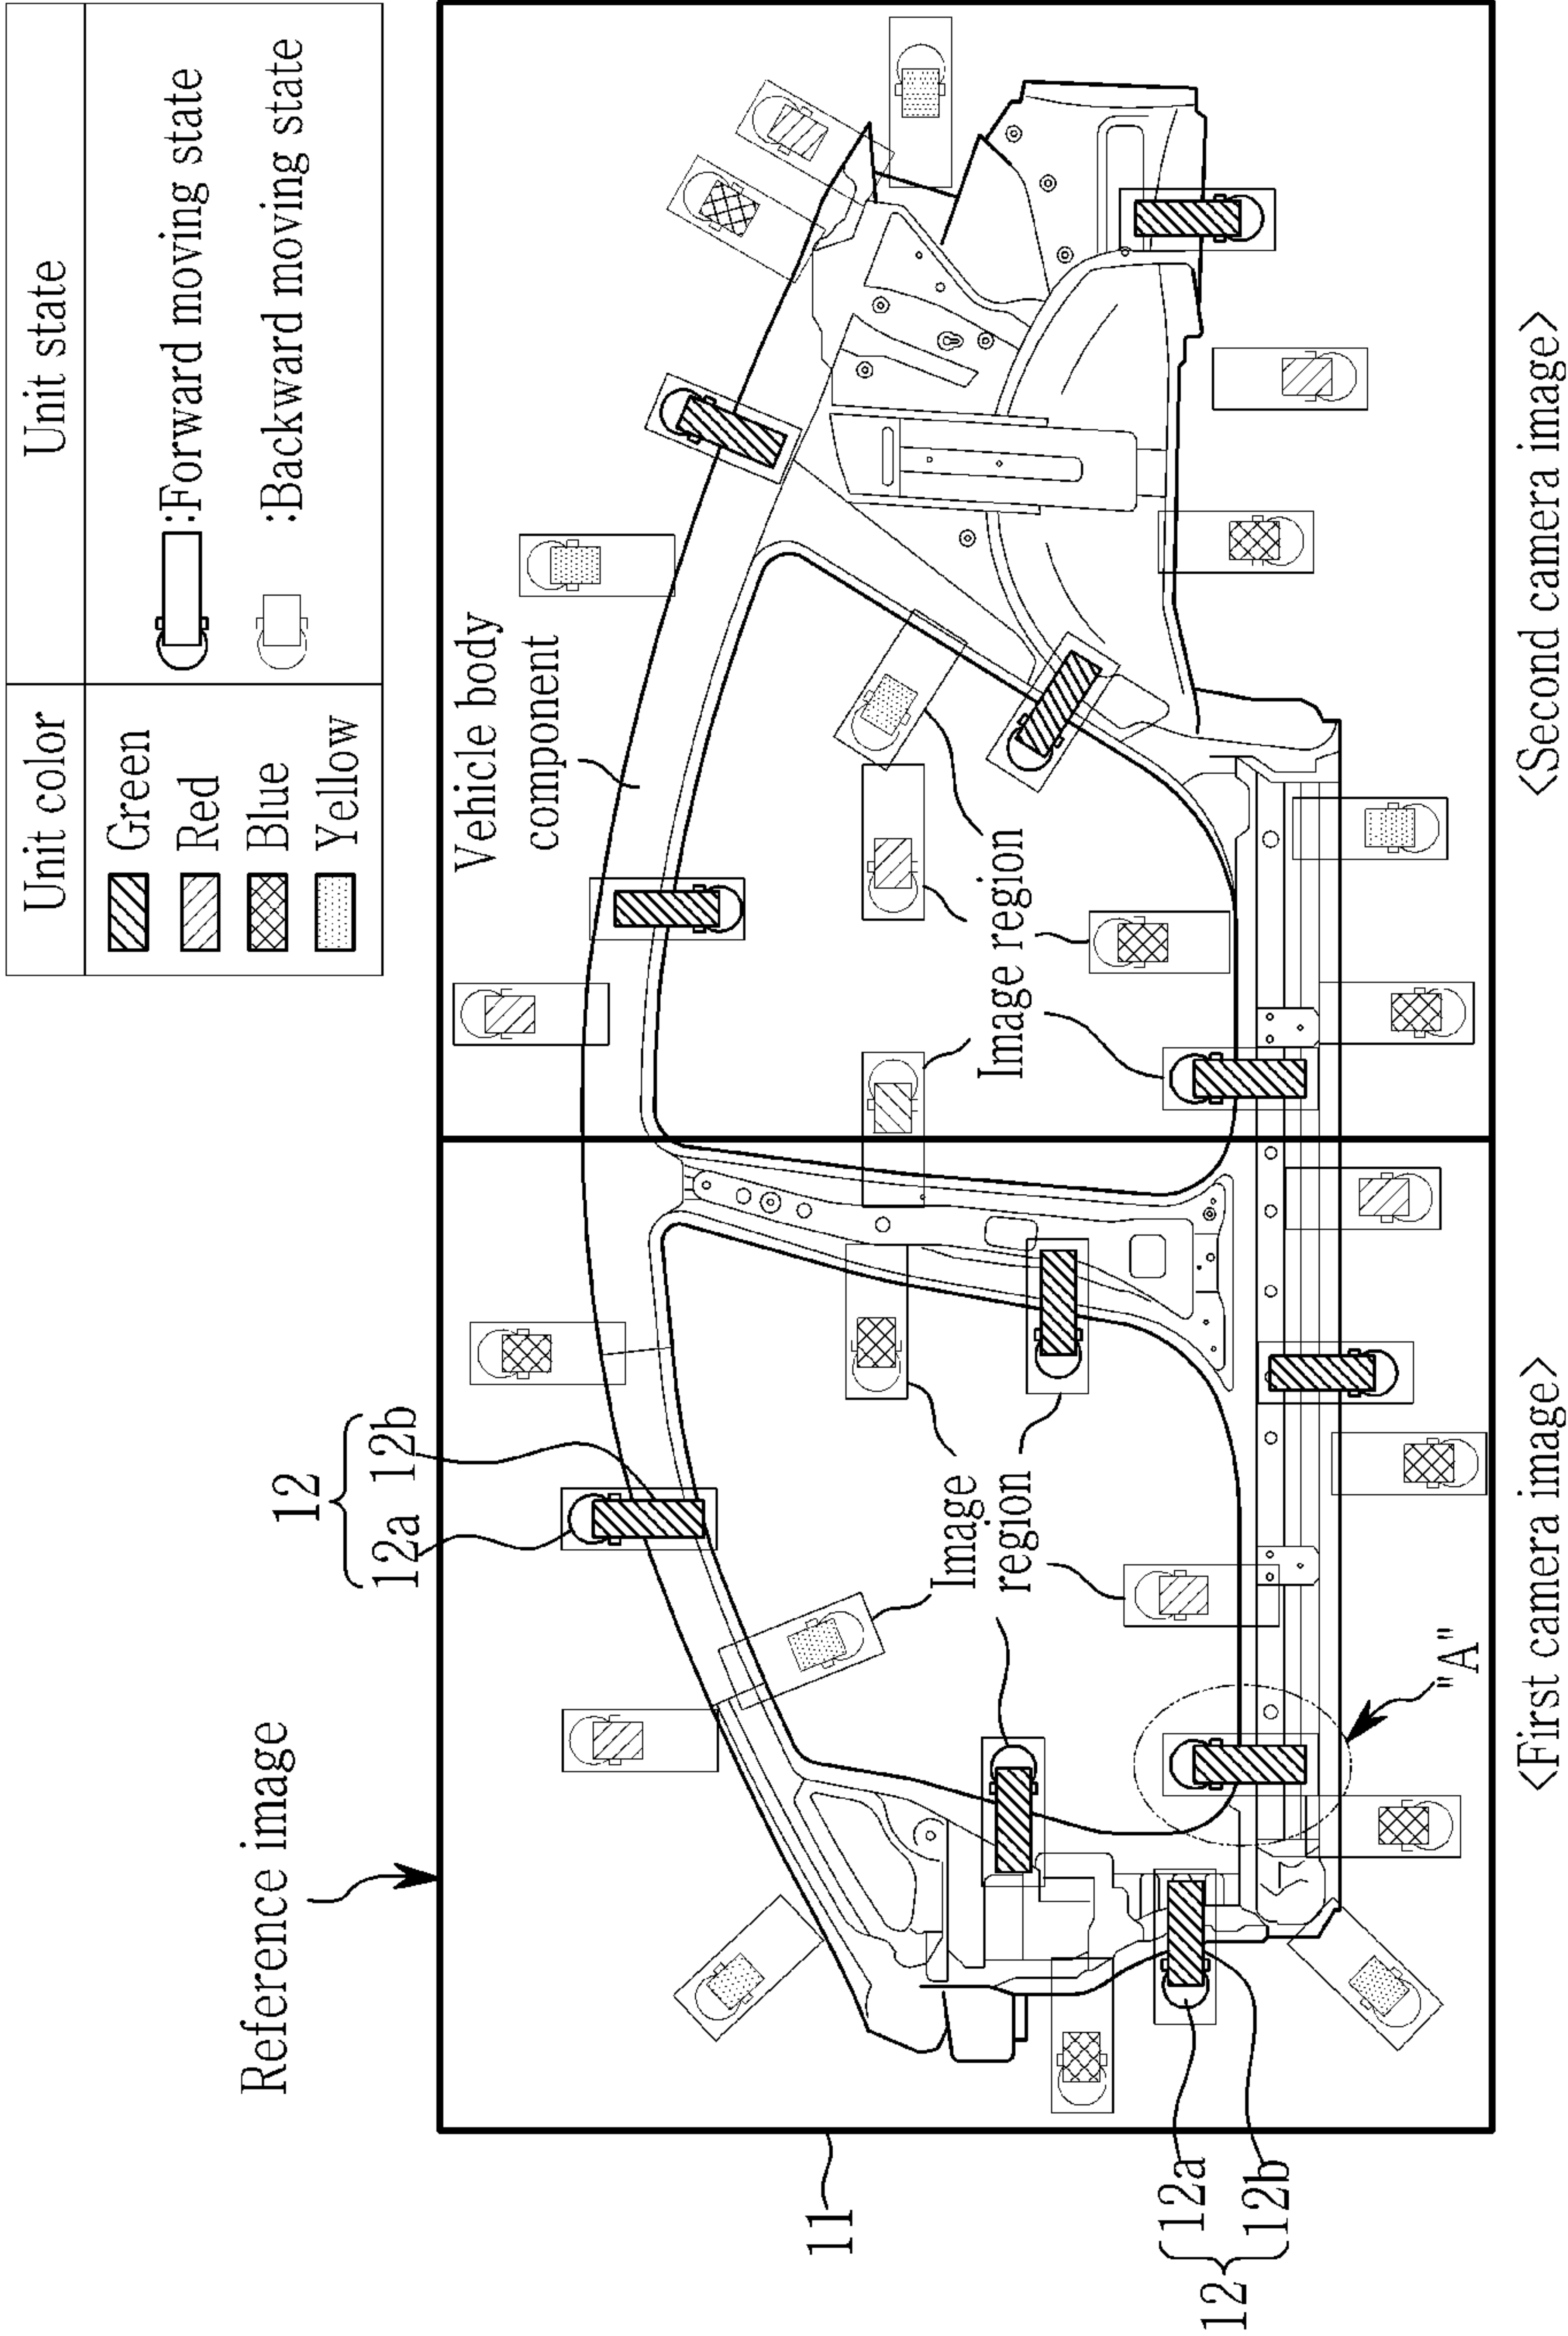 Unit color
Unit state
Green
Red
Blue
Yellow
:Forward moving state
:Backward moving state
Reference image
12
12a 12b
Vehicle body
component
Image
region
Image region
"A"
11
12a
12b
12
<First camera image>
<Second camera image>